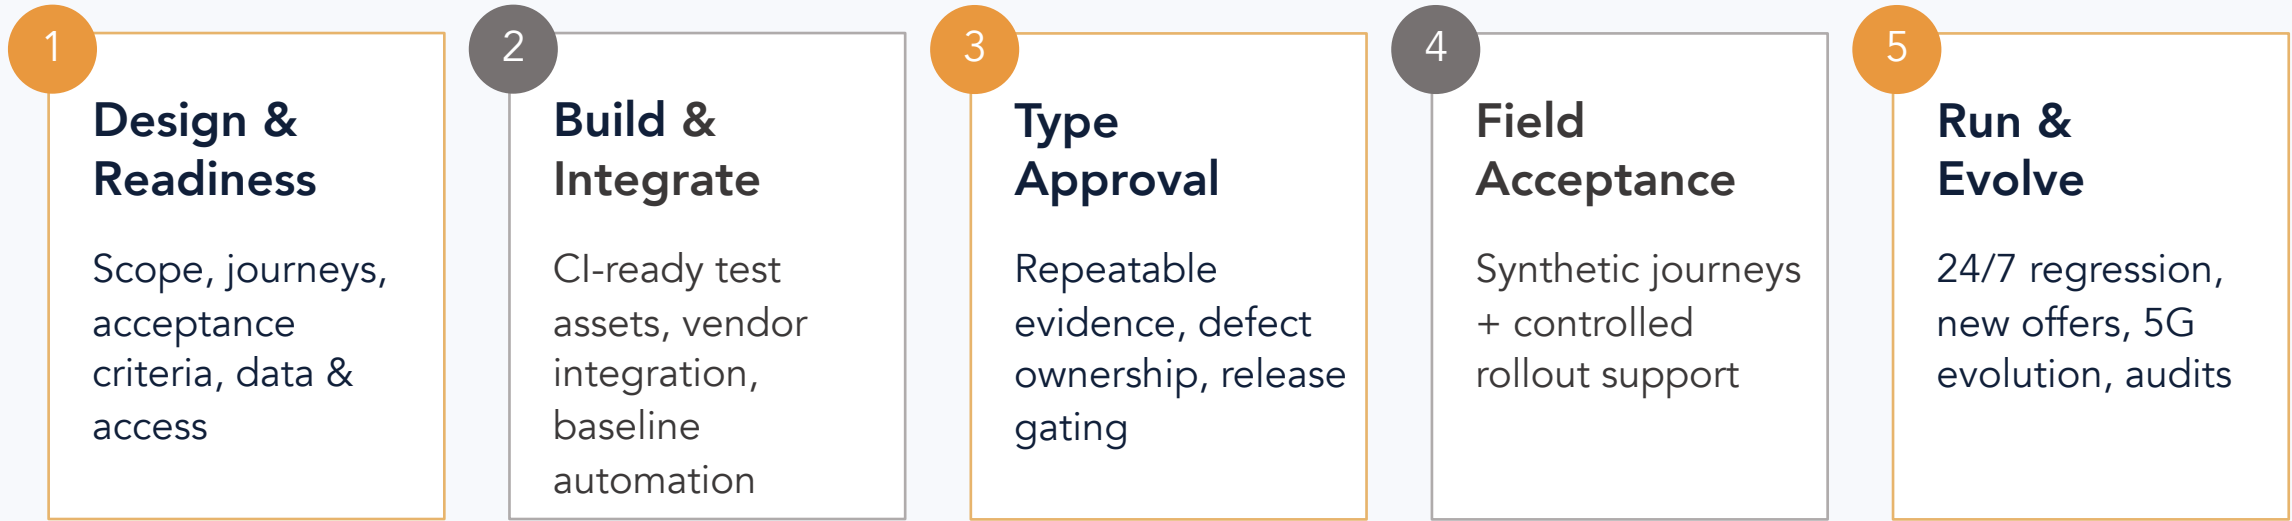 1
Design &
Readiness
Scope, journeys,
acceptance
criteria, data &
access
2
Build &
Integrate
CI-ready test
assets, vendor
integration,
baseline
automation
3
Type
Approval
Repeatable
evidence, defect
ownership, release
gating
4
Field
Acceptance
Synthetic journeys
+ controlled
rollout support
5
Run &
Evolve
24/7 regression,
new offers, 5G
evolution, audits